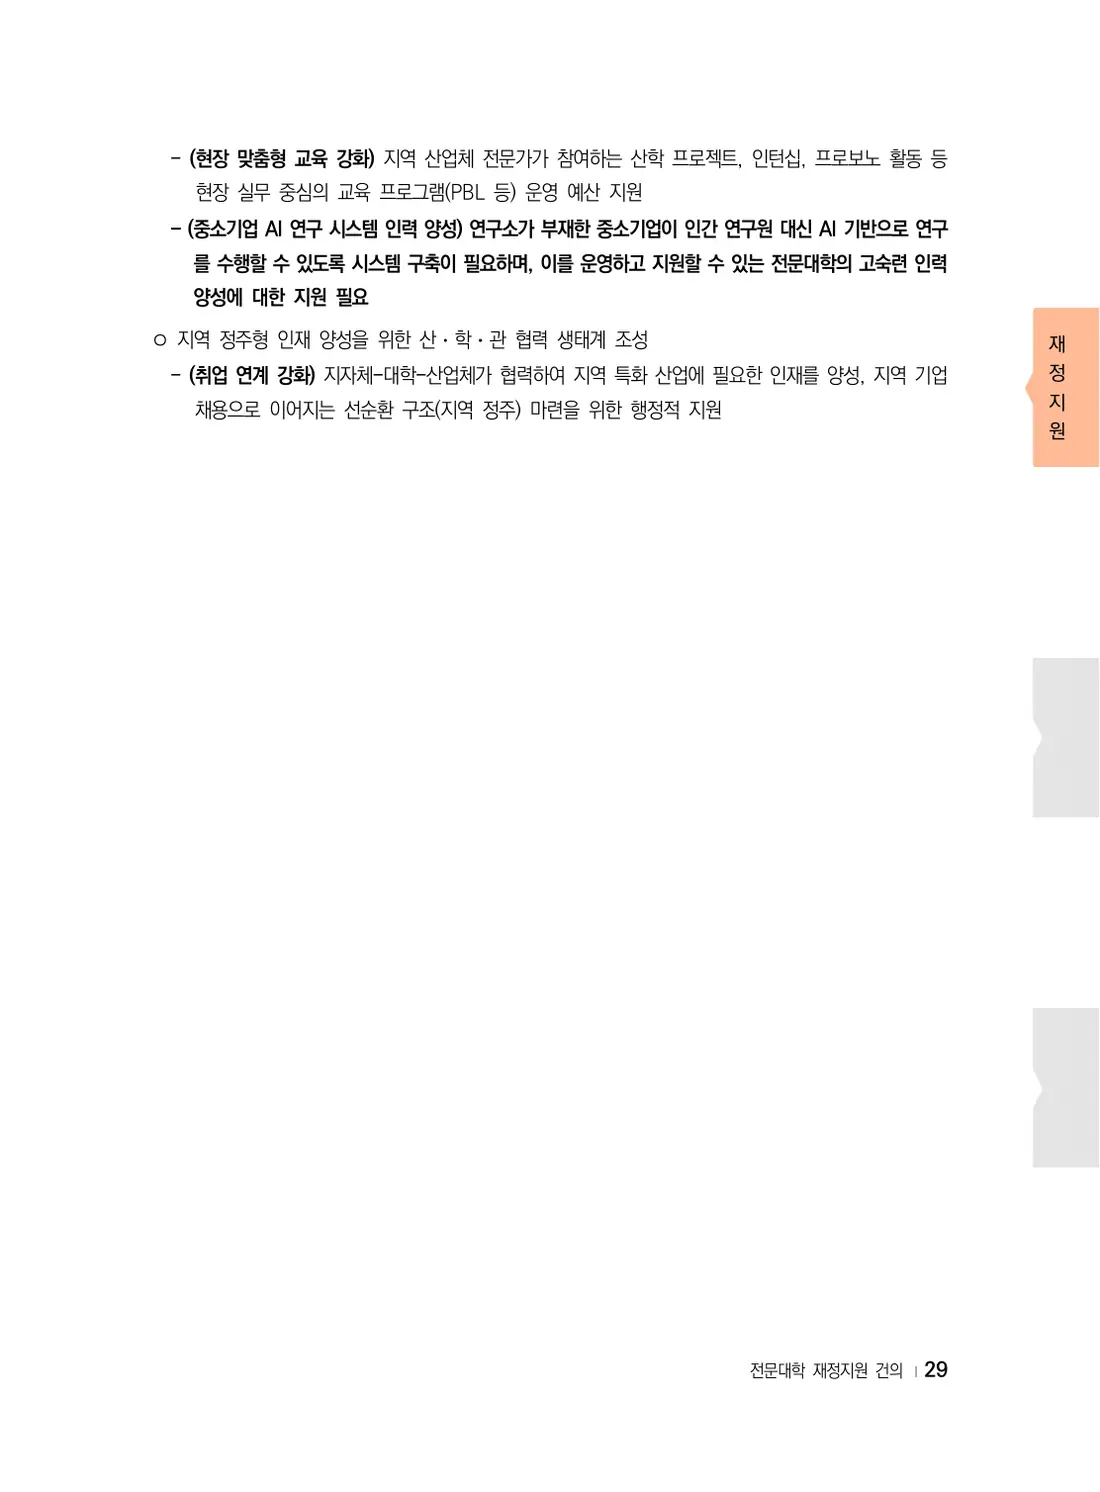 - (현장 맞춤형 교육 강화) 지역 산업체 전문가가 참여하는 산학 프로젝트, 인턴십, 프로보노 활동 등
현장 실무 중심의 교육 프로그램(PBL 등) 운영 예산 지원
- (중소기업 AI 연구 시스템 인력 양성) 연구소가 부재한 중소기업이 인간 연구원 대신 AI 기반으로 연구
를 수행할 수 있도록 시스템 구축이 필요하며, 이를 운영하고 지원할 수 있는 전문대학의 고숙련 인력
양성에 대한 지원 필요
ㅇ 지역 정주형 인재 양성을 위한 산·학·관 협력 생태계 조성
- (취업 연계 강화) 지자체-대학-산업체가 협력하여 지역 특화 산업에 필요한 인재를 양성, 지역 기업
채용으로 이어지는 선순환 구조(지역 정주) 마련을 위한 행정적 지원
재
정
지
원
전문대학 재정지원 건의 | 29